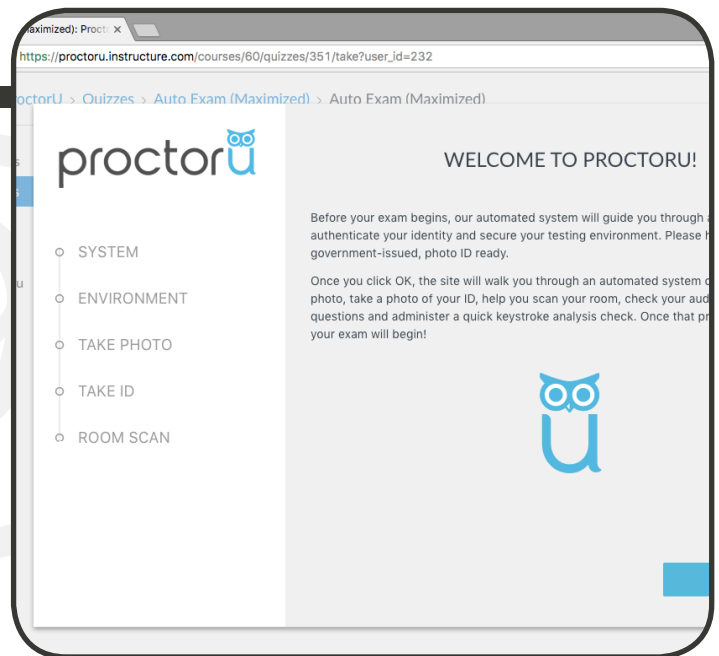 aximized): Proct
https://proctoru.instructure.com/courses/60/quizzes/351/take?user_id=232
octorU > Quizzes > Auto Exam (Maximized) > Auto Exam (Maximized)
proctoru
WELCOME TO PROCTORU!
Before your exam begins, our automated system will guide you through
authenticate your identity and secure your testing environment. Please
government-issued, photo ID ready.
Once you click OK, the site will walk you through an automated system
photo, take a photo of your ID, help you scan your room, check your aud
questions and administer a quick keystroke analysis check. Once that pr
your exam will begin!
SYSTEM
ENVIRONMENT
TAKE PHOTO
TAKE ID
ROOM SCAN
u